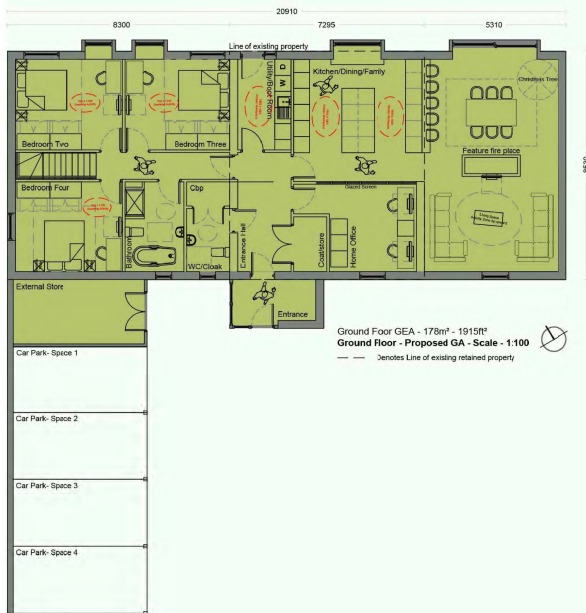 20910
8300
7295
5310
Line of existing property
Utility/Boot Room
W D
Kitchen/Dining/Family
Christmas Tree
Bedroom Two
Bedroom Three
Feature fire place
8530
Bedroom Four
Cbp
Glazed Screen
Bathroom
WC/Cloak
Entrance Hall
Coat/store
Home Office
External Store
Entrance
Ground Foor GEA - 178m² - 1915ft²
Ground Floor - Proposed GA - Scale - 1:100
Denotes Line of existing retained property
Car Park- Space 1
Car Park- Space 2
Car Park- Space 3
Car Park- Space 4